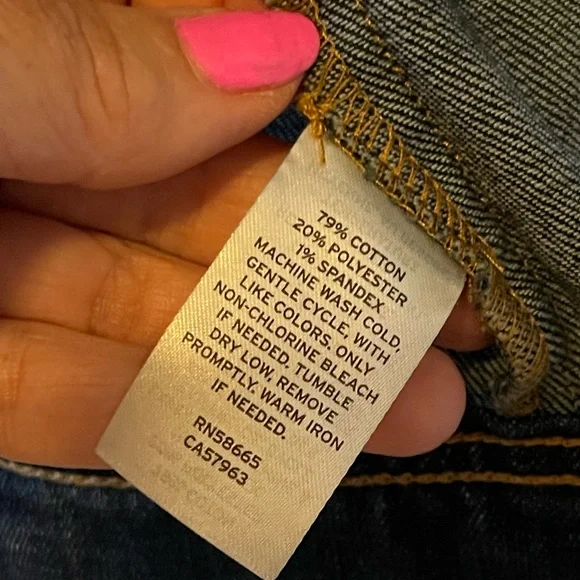 79% COTTON
20% POLYESTER
1% SPANDEX
MACHINE WASH COLD,
GENTLE CYCLE, WITH
LIKE COLORS. ONLY
NON-CHLORINE BLEACH
IF NEEDED. TUMBLE
DRY LOW. REMOVE
PROMPTLY. WARM IRON
IF NEEDED.
RN58665
CA57963